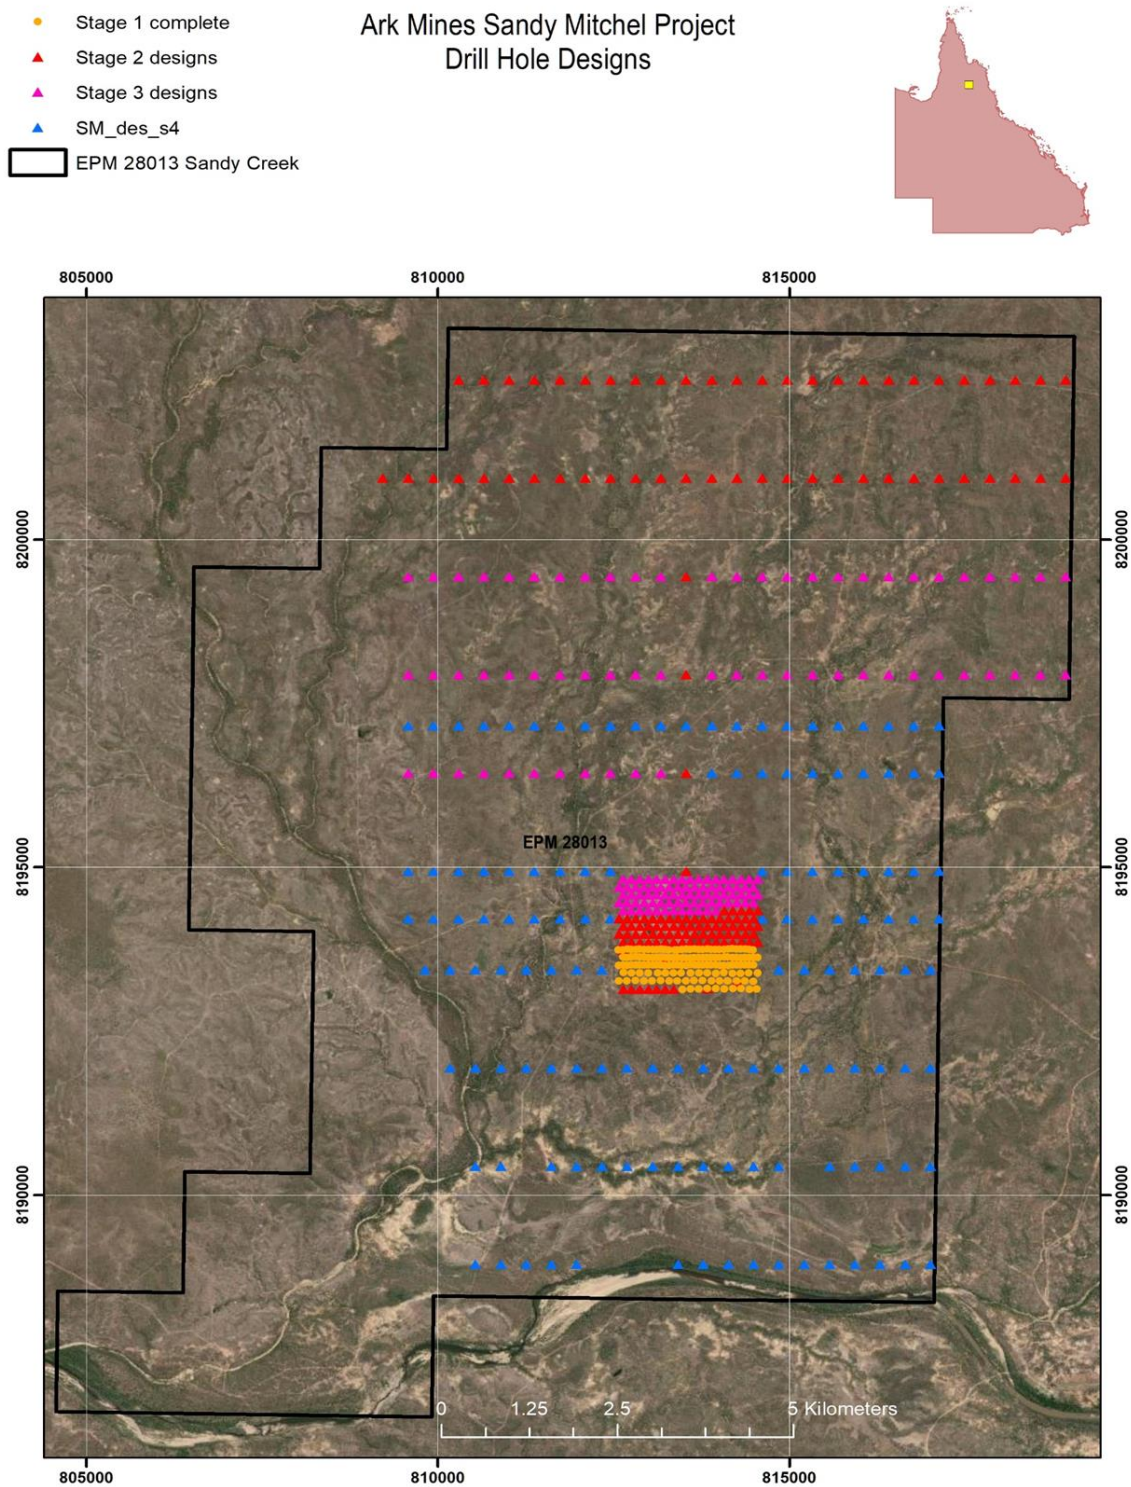 Stage 1 complete
Stage 2 designs
Stage 3 designs
SM_des_s4
EPM 28013 Sandy Creek
Ark Mines Sandy Mitchel Project
Drill Hole Designs
805000
810000
815000
8200000
8200000
EPM 28013
8195000
8195000
8190000
8190000
0 1.25 2.5 5 Kilometers
805000
810000
815000